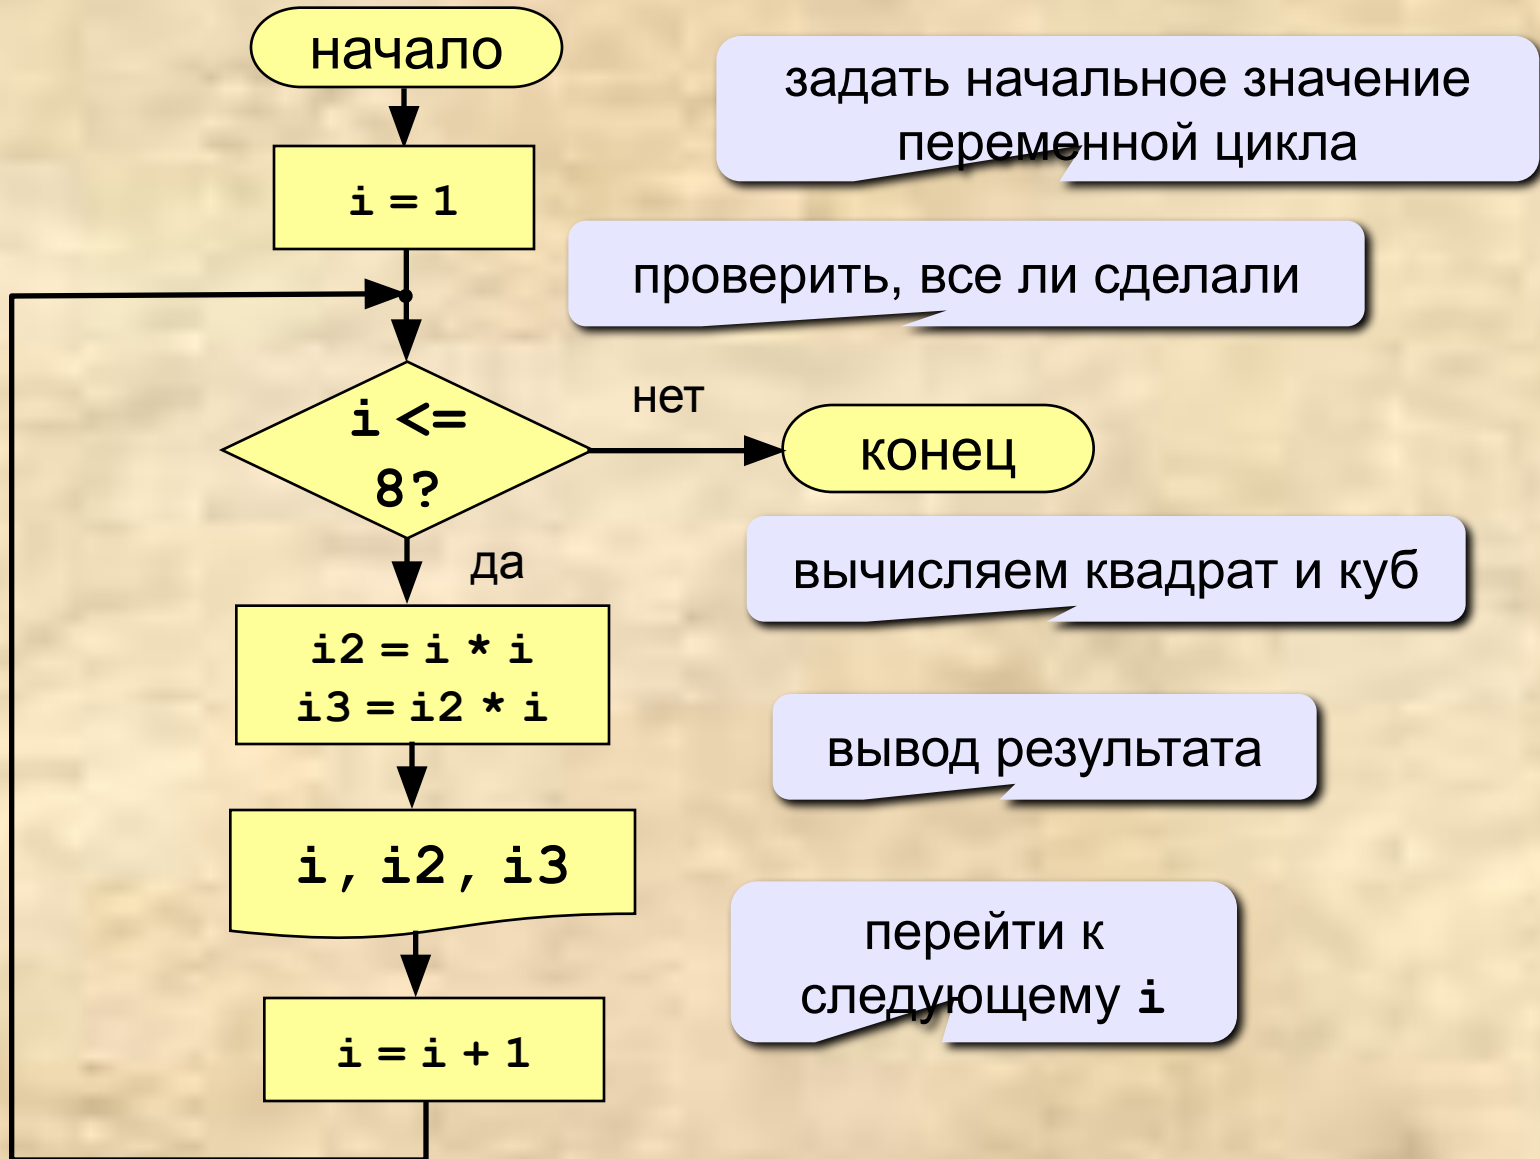 начало
задать начальное значение
переменной цикла
i = 1
проверить, все ли сделали
i <=
8?
нет
конец
да
вычисляем квадрат и куб
i2 = i * i
i3 = i2 * i
вывод результата
i, i2, i3
перейти к
следующему i
i = i + 1